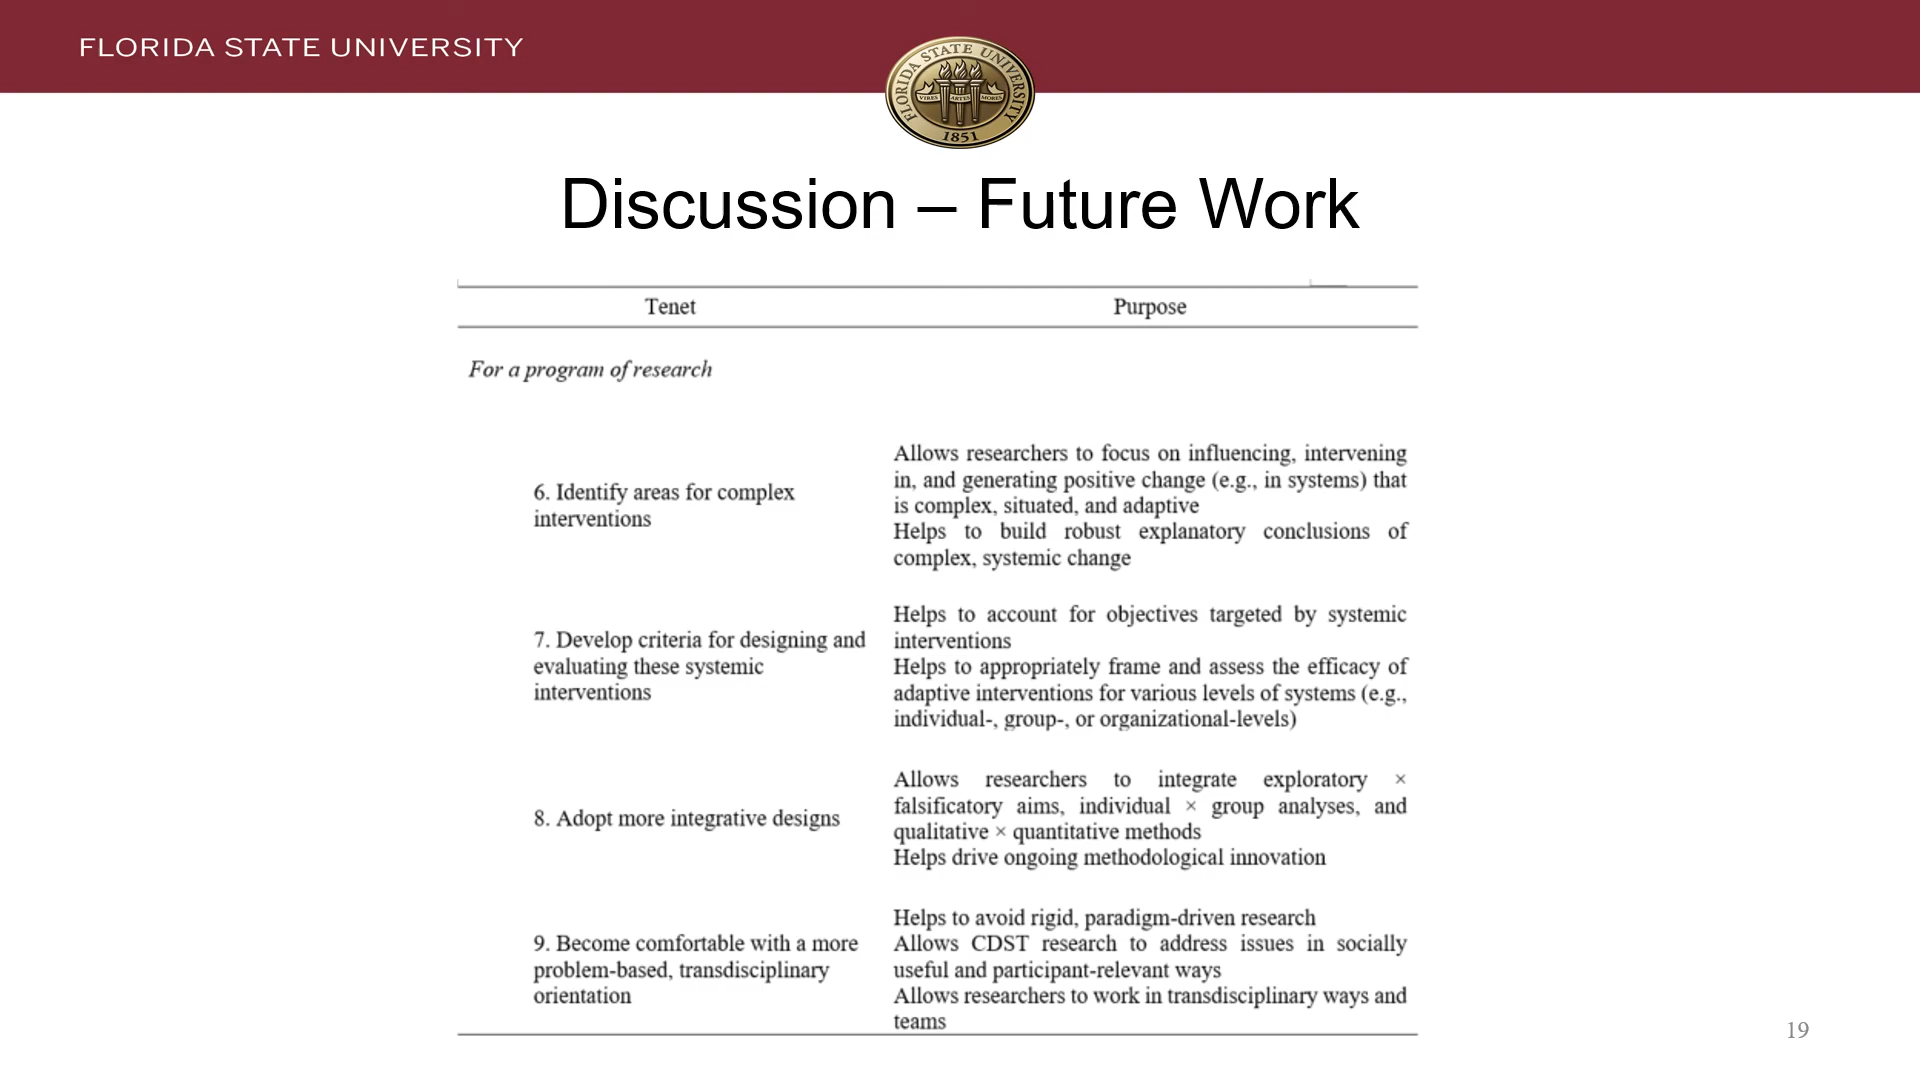 FLORIDA STATE UNIVERSITY
FLORIDA STATE UNIVERSITY
VIRES ARTES MORES
1851
Discussion – Future Work
Tenet
Purpose
For a program of research
6. Identify areas for complex
interventions
Allows researchers to focus on influencing, intervening
in, and generating positive change (e.g., in systems) that
is complex, situated, and adaptive
Helps to build robust explanatory conclusions of
complex, systemic change
7. Develop criteria for designing and
evaluating these systemic
interventions
Helps to account for objectives targeted by systemic
interventions
Helps to appropriately frame and assess the efficacy of
adaptive interventions for various levels of systems (e.g.,
individual-, group-, or organizational-levels)
8. Adopt more integrative designs
Allows researchers to integrate exploratory ×
falsificatory aims, individual × group analyses, and
qualitative × quantitative methods
Helps drive ongoing methodological innovation
9. Become comfortable with a more
problem-based, transdisciplinary
orientation
Helps to avoid rigid, paradigm-driven research
Allows CDST research to address issues in socially
useful and participant-relevant ways
Allows researchers to work in transdisciplinary ways and
teams
19